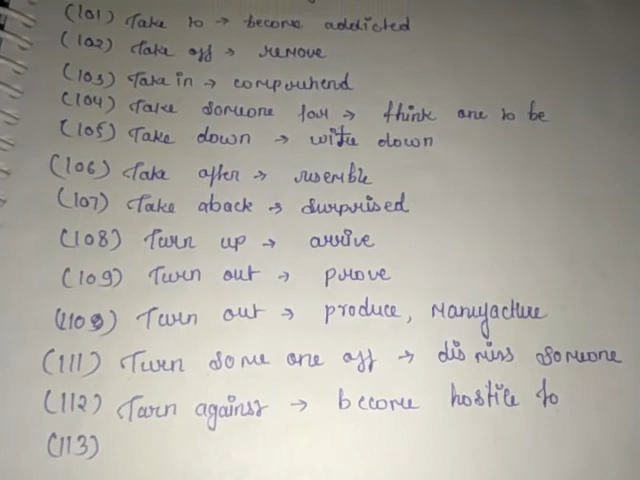 (101) Take to → become addicted
(102) Take off → remove
(103) Take in → comprehend
(104) Take someone for → think one to be
(105) Take down → write down
(106) Take after → resemble
(107) Take aback → surprised
(108) Turn up → arrive
(109) Turn out → prove
(1109) Turn out → produce, Manufacture
(111) Turn some one off → dismiss someone
(112) Turn against → become hostice to
(113)